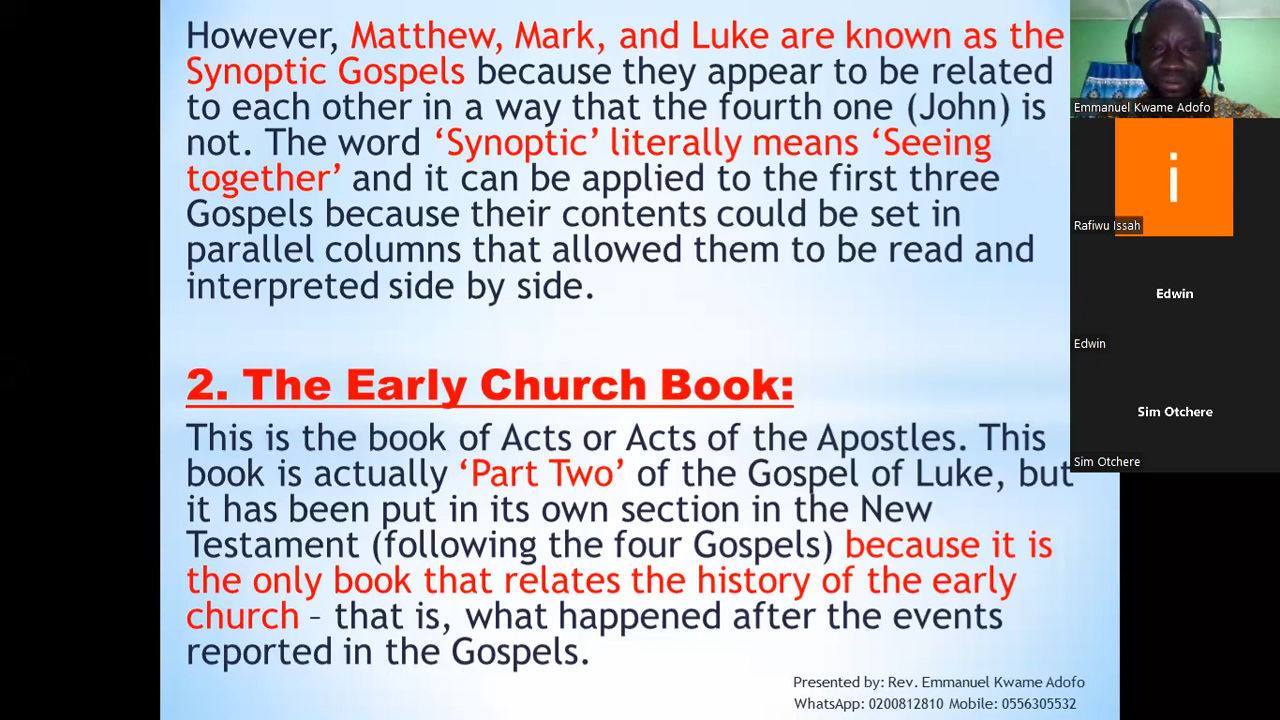 However, Matthew, Mark, and Luke are known as the
Synoptic Gospels because they appear to be related
to each other in a way that the fourth one (John) is
not. The word ‘Synoptic’ literally means ‘Seeing
together’ and it can be applied to the first three
Gospels because their contents could be set in
parallel columns that allowed them to be read and
interpreted side by side.
2. The Early Church Book:
This is the book of Acts or Acts of the Apostles. This
book is actually ‘Part Two’ of the Gospel of Luke, but
it has been put in its own section in the New
Testament (following the four Gospels) because it is
the only book that relates the history of the early
church – that is, what happened after the events
reported in the Gospels.
Presented by: Rev. Emmanuel Kwame Adofo
WhatsApp: 0200812810 Mobile: 0556305532
Emmanuel Kwame Adofo
i
Rafiwu Issah
Edwin
Edwin
Sim Otchere
Sim Otchere